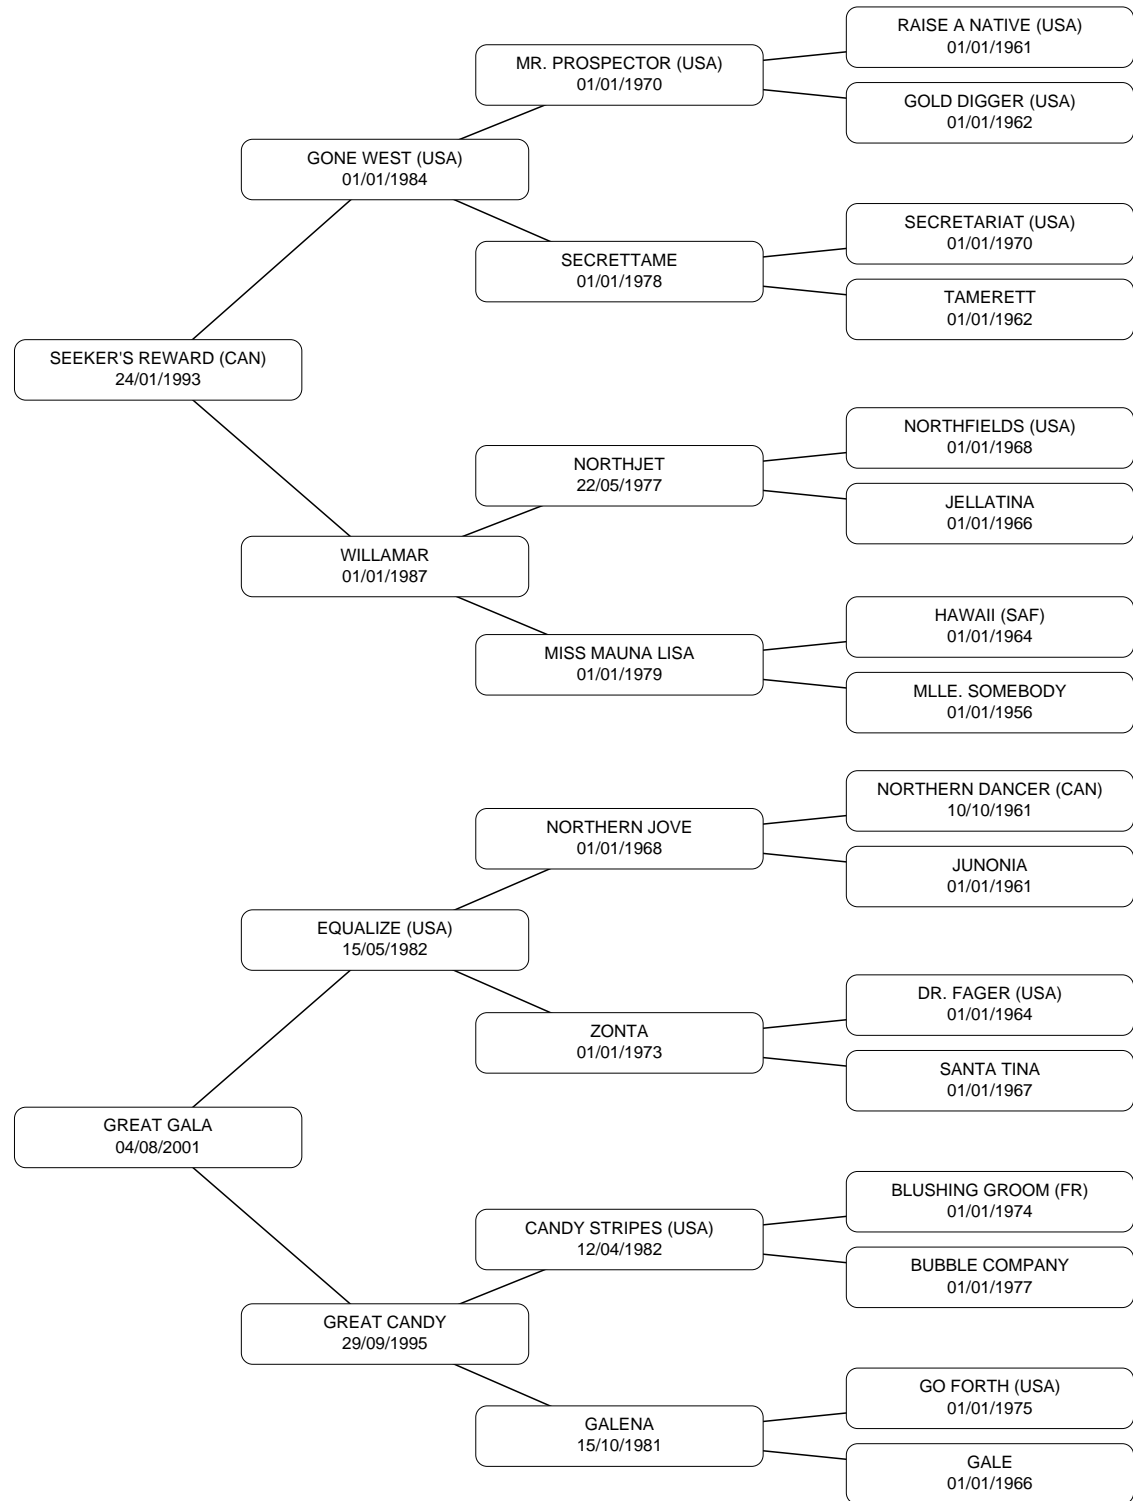 RAISE A NATIVE (USA)
01/01/1961
MR. PROSPECTOR (USA)
01/01/1970
GOLD DIGGER (USA)
01/01/1962
GONE WEST (USA)
01/01/1984
SECRETARIAT (USA)
01/01/1970
SECRETTAME
01/01/1978
TAMERETT
01/01/1962
SEEKER'S REWARD (CAN)
24/01/1993
NORTHFIELDS (USA)
01/01/1968
NORTHJET
22/05/1977
JELLATINA
01/01/1966
WILLAMAR
01/01/1987
HAWAII (SAF)
01/01/1964
MISS MAUNA LISA
01/01/1979
MLLE. SOMEBODY
01/01/1956
NORTHERN DANCER (CAN)
10/10/1961
NORTHERN JOVE
01/01/1968
JUNONIA
01/01/1961
EQUALIZE (USA)
15/05/1982
DR. FAGER (USA)
01/01/1964
ZONTA
01/01/1973
SANTA TINA
01/01/1967
GREAT GALA
04/08/2001
BLUSHING GROOM (FR)
01/01/1974
CANDY STRIPES (USA)
12/04/1982
BUBBLE COMPANY
01/01/1977
GREAT CANDY
29/09/1995
GO FORTH (USA)
01/01/1975
GALENA
15/10/1981
GALE
01/01/1966